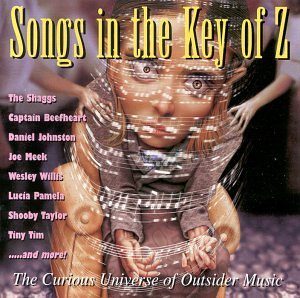 Songs in the Key of Z
The Shaggs
Captain Beefheart
Daniel Johnston
Joe Meek
Wesley Willis
Lucía Pamela
Shooby Taylor
Tiny Tim
.....and more!
The Curious Universe of Outsider Music